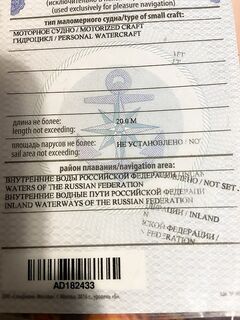 (исключительно в
(used exclusively for pleasure navigation)
тип маломерного судна/type of small craft:
МОТОРНОЕ СУДНО / MOTORIZED CRAFT
ГИДРОЦИКЛ / PERSONAL WATERCRAFT
длина не более: 20.0 М
length not exceeding:
площадь парусов не более: НЕ УСТАНОВЛЕНО / NO
sail area not exceeding:
район плавания/navigation area:
ВНУТРЕННИЕ ВОДЫ РОССИЙСКОЙ ФЕДЕРАЦИИ /
WATERS OF THE RUSSIAN FEDERATION
ВНУТРЕННИЕ ВОДНЫЕ ПУТИ РОССИЙСКОЙ ФЕДЕРАЦИИ /
INLAND WATERWAYS OF THE RUSSIAN FEDERATION
AD182433